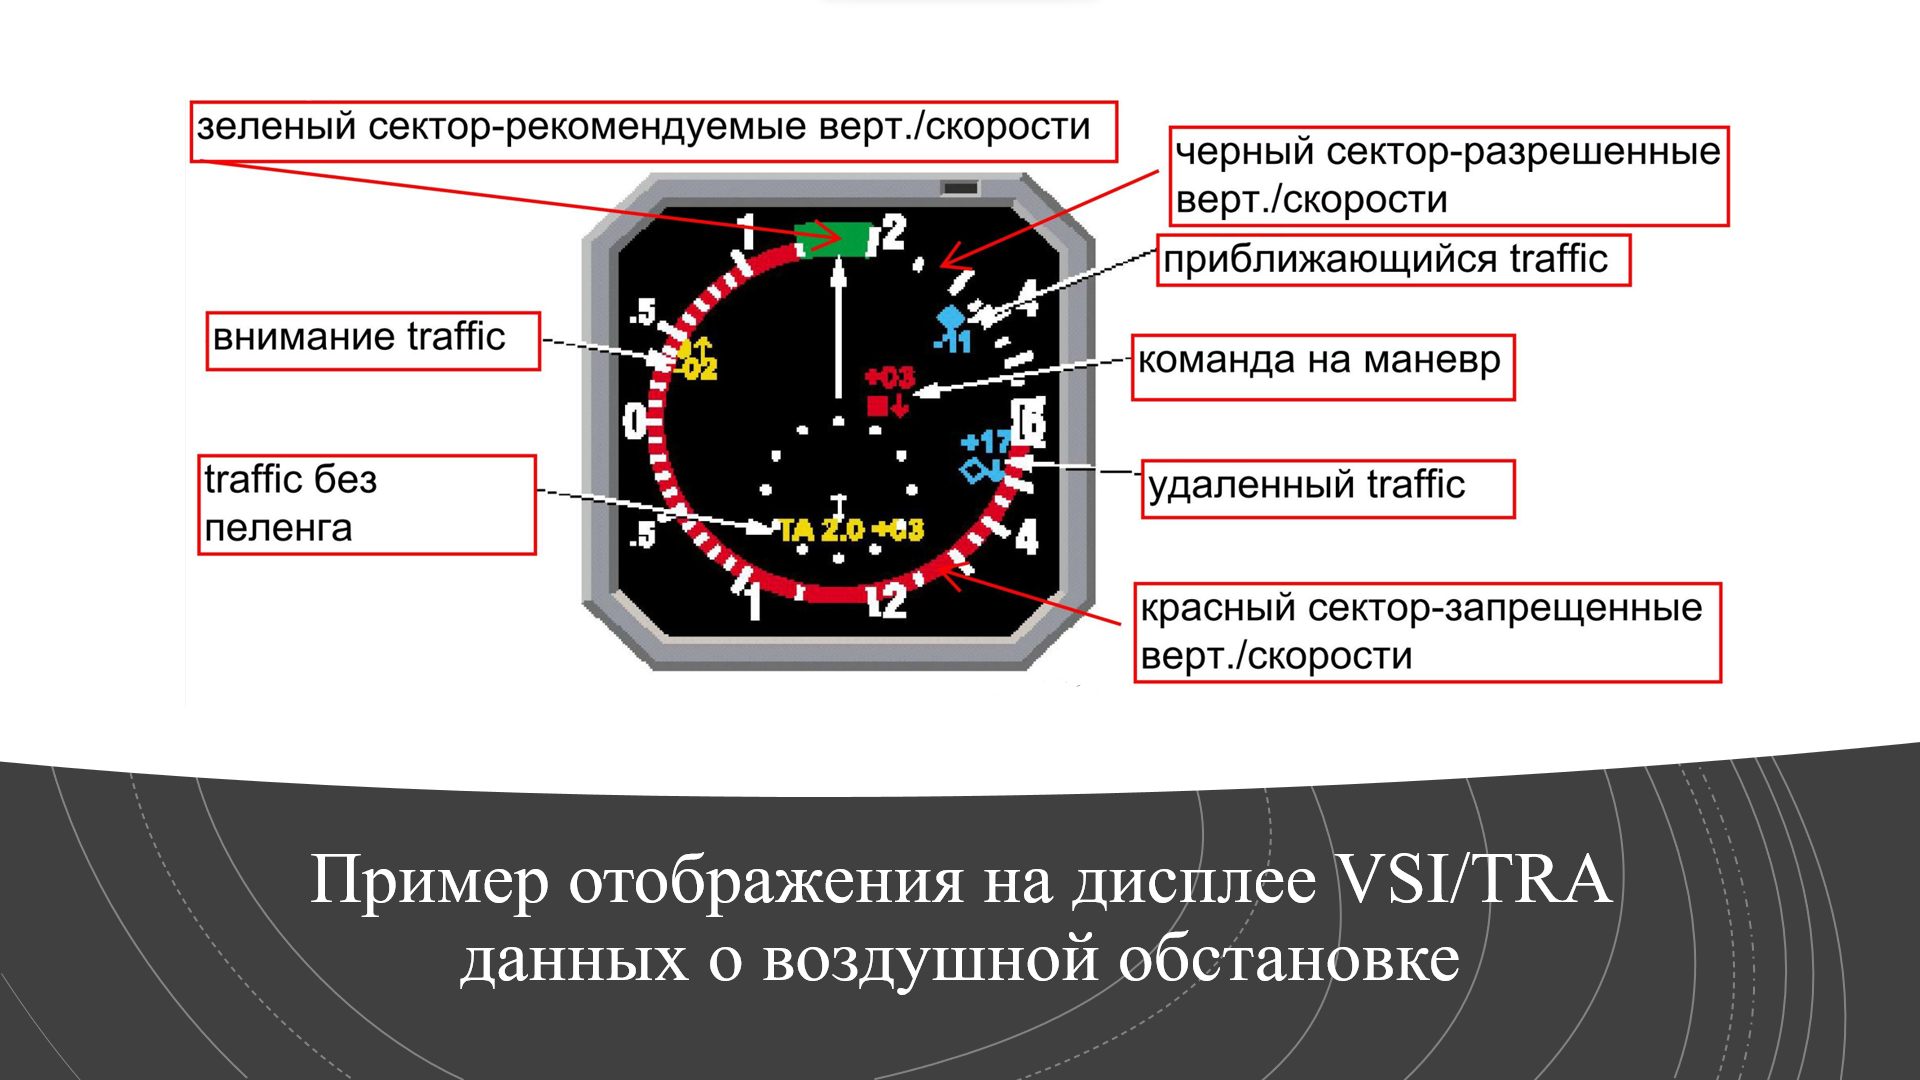 зеленый сектор-рекомендуемые верт./скорости
черный сектор-разрешенные
верт./скорости
приближающийся traffic
внимание traffic
команда на маневр
traffic без
пеленга
удаленный traffic
красный сектор-запрещенные
верт./скорости
1
2
.5
4
-02
-11
+03
0
6
+17
TA 2.0 +03
.5
4
1
2
Пример отображения на дисплее VSI/TRA
данных о воздушной обстановке